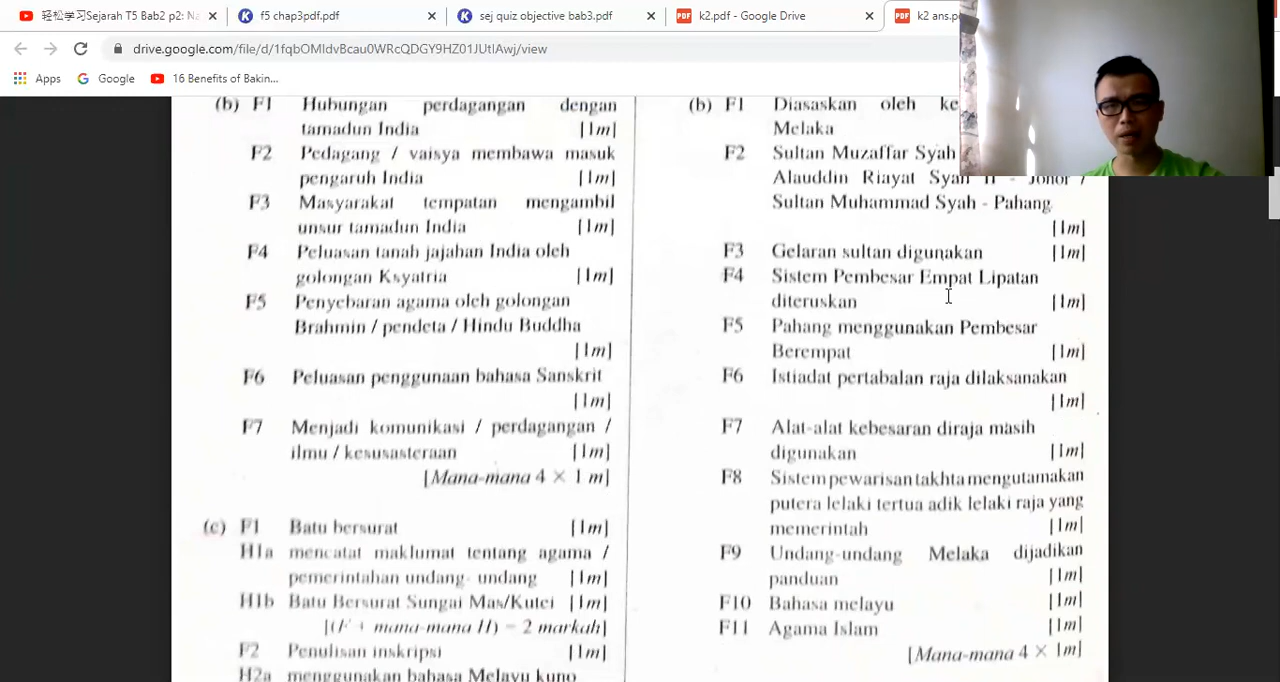 轻松学习Sejarah T5 Bab2 p2: Na
f5 chap3pdf.pdf
sej quiz objective bab3.pdf
k2.pdf - Google Drive
k2 ans.p
drive.google.com/file/d/1fqbOMIdvBcau0WRcQDGY9HZ01JUtIAwj/view
Apps
Google
16 Benefits of Bakin...
(b) F1 Hubungan perdagangan dengan
tamadun India [1m]
F2 Pedagang / vaisya membawa masuk
pengaruh India [1m]
F3 Masyarakat tempatan mengambil
unsur tamadun India [1m]
F4 Peluasan tanah jajahan India oleh
golongan Ksyatria [1m]
F5 Penyebaran agama oleh golongan
Brahmin / pendeta / Hindu Buddha
[1m]
F6 Peluasan penggunaan bahasa Sanskrit
[1m]
F7 Menjadi komunikasi / perdagangan /
ilmu / kesusasteraan [1m]
[Mana-mana 4 × 1 m]
(c) F1 Batu bersurat [1m]
H1a mencatat maklumat tentang agama /
pemerintahan undang- undang [1m]
H1b Batu Bersurat Sungai Mas/Kutei [1m]
[(F + mana-mana H) = 2 markah]
F2 Penulisan inskripsi [1m]
H2a menggunakan bahasa Melayu kuno
(b) F1 Diasaskan oleh ke
Melaka
F2 Sultan Muzaffar Syah
Alauddin Riayat Syah II - Johor /
Sultan Muhammad Syah - Pahang
[1m]
F3 Gelaran sultan digunakan [1m]
F4 Sistem Pembesar Empat Lipatan
diteruskan [1m]
F5 Pahang menggunakan Pembesar
Berempat [1m]
F6 Istiadat pertabalan raja dilaksanakan
[1m]
F7 Alat-alat kebesaran diraja masih
digunakan [1m]
F8 Sistem pewarisan takhta mengutamakan
putera lelaki tertua adik lelaki raja yang
memerintah [1m]
F9 Undang-undang Melaka dijadikan
panduan [1m]
F10 Bahasa melayu [1m]
F11 Agama Islam [1m]
[Mana-mana 4 × 1m]